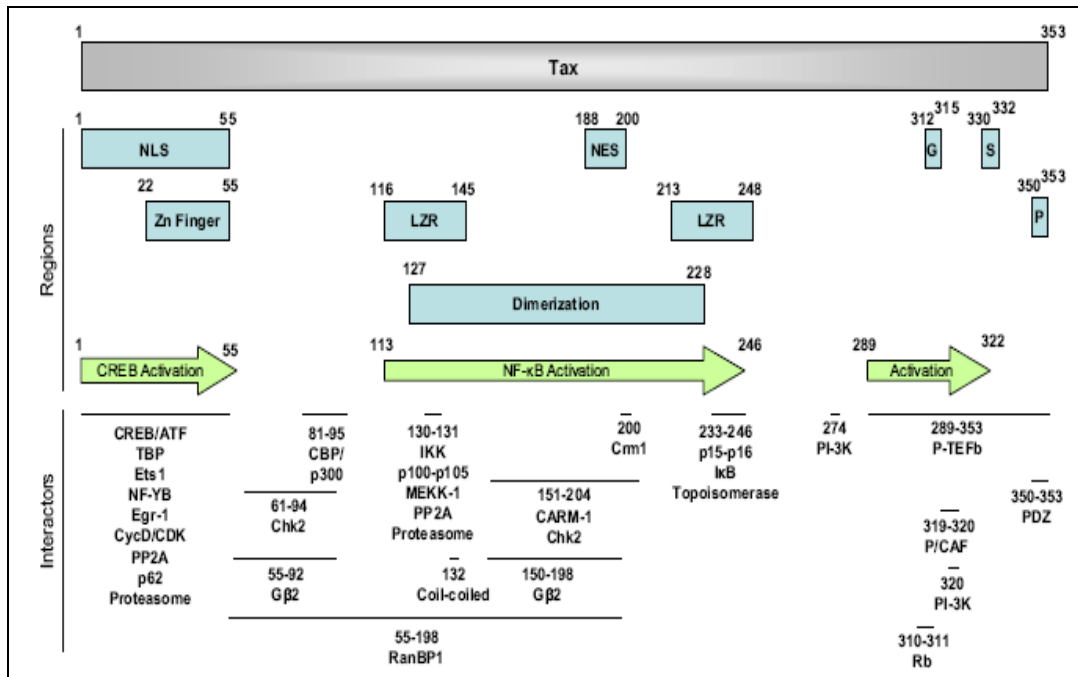 1 353
Tax
1 55 188 200 312 315 330 332
NLS NES G S
22 55 116 145 213 248 350 353
Zn Finger LZR LZR P
127 228
Dimerization
Regions
1 55 113 246 289 322
CREB Activation NF-κB Activation Activation
Interactors
CREB/ATF
TBP
Ets1
NF-YB
Egr-1
CycD/CDK
PP2A
p62
Proteasome
81-95
CBP/
p300
61-94
Chk2
55-92
Gβ2
130-131
IKK
p100-p105
MEKK-1
PP2A
Proteasome
132
Coil-coiled
55-198
RanBP1
200
Crm1
151-204
CARM-1
Chk2
150-198
Gβ2
233-246
p15-p16
IκB
Topoisomerase
274
PI-3K
289-353
P-TEFb
350-353
PDZ
319-320
P/CAF
320
PI-3K
310-311
Rb